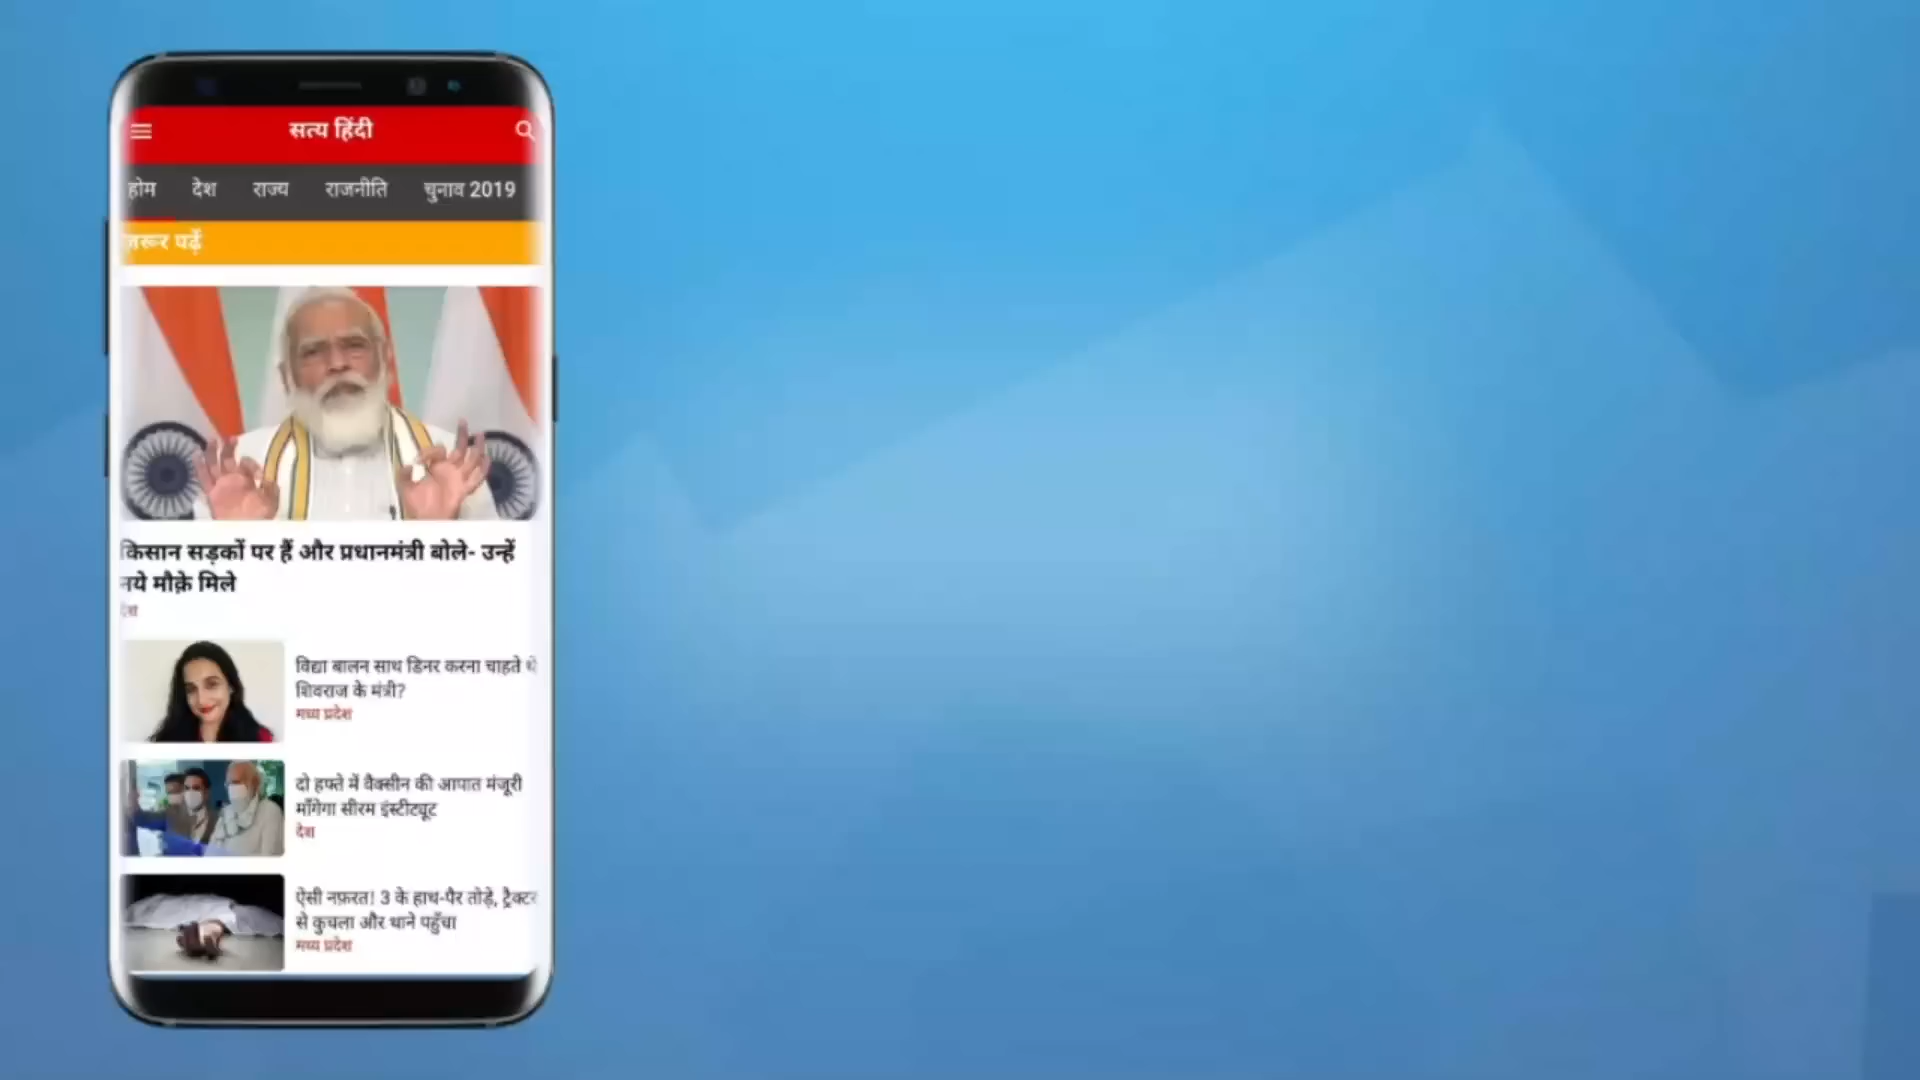 सत्य हिंदी
होम देश राज्य राजनीति चुनाव 2019
ज़रूर पढ़ें
किसान सड़कों पर हैं और प्रधानमंत्री बोले- उन्हें
नये मौक़े मिले
देश
विद्या बालन साथ डिनर करना चाहते थे
शिवराज के मंत्री?
मध्य प्रदेश
दो हफ्ते में वैक्सीन की आपात मंजूरी
माँगेगा सीरम इंस्टीट्यूट
देश
ऐसी नफ़रत! 3 के हाथ-पैर तोड़े, ट्रैक्टर
से कुचला और थाने पहुँचा
मध्य प्रदेश